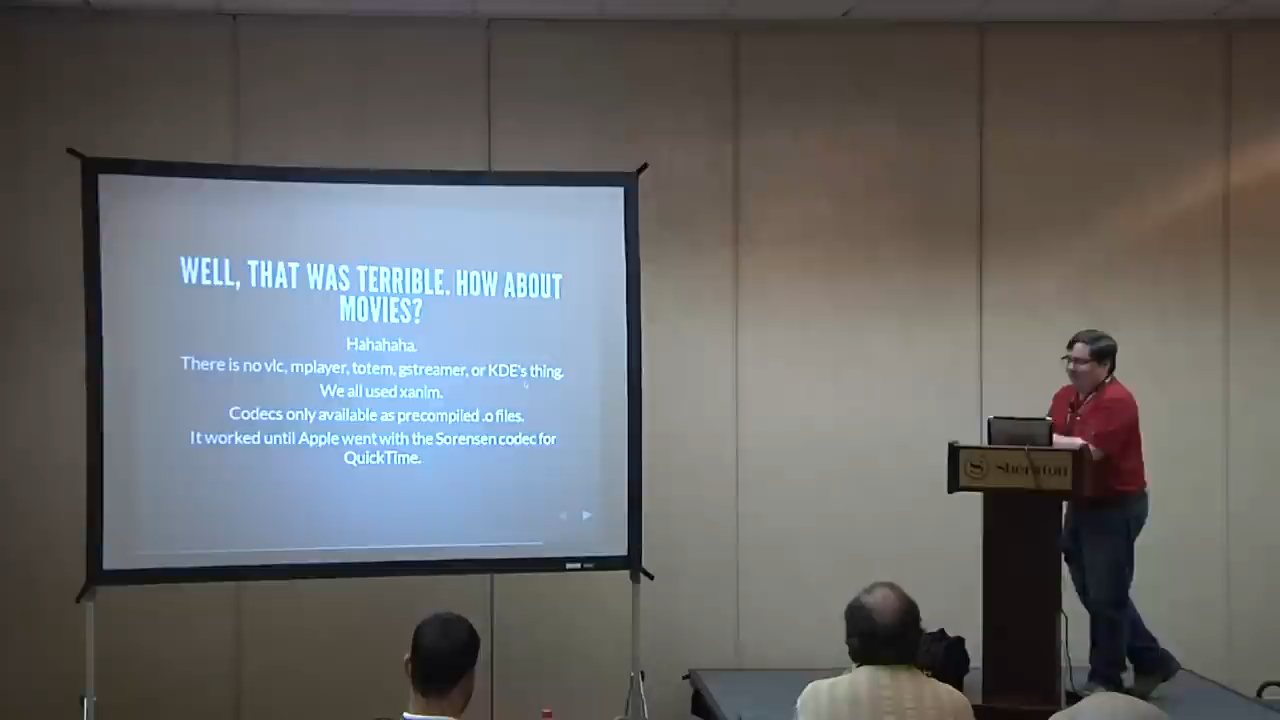 WELL, THAT WAS TERRIBLE. HOW ABOUT
MOVIES?
Hahahaha.
There is no vlc, mplayer, totem, gstreamer, or KDE's thing.
We all used xanim.
Codecs only available as precompiled .o files.
It worked until Apple went with the Sorensen codec for
QuickTime.
S Sheraton